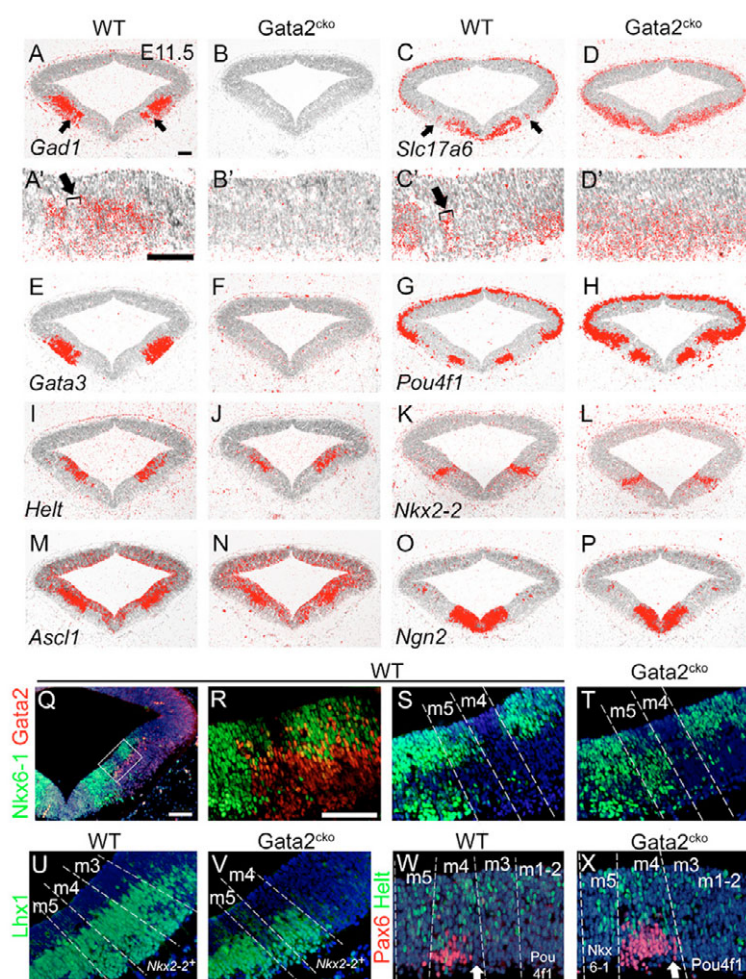 WT Gata2cko WT Gata2cko
A E11.5 B C D
Gad1 Slc17a6
A' B' C' D'
E F G H
Gata3 Pou4f1
I J K L
Helt Nkx2-2
M N O P
Ascl1 Ngn2
WT Gata2cko
Nkx6-1 Gata2
Q R S m5 m4 T m5 m4
WT Gata2cko WT Gata2cko
Lhx1
U m3 m4 m5 Nkx2-2+
V m4 m5 Nkx2-2+
Pax6 Helt
W m5 m4 m3 m1-2 Pou 4f1
X m5 m4 m3 m1-2 Nkx 6-1 Pou4f1